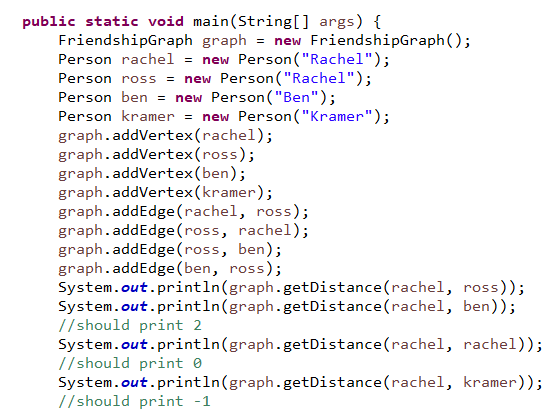 public static void main(String[] args) {
    FriendshipGraph graph = new FriendshipGraph();
    Person rachel = new Person("Rachel");
    Person ross = new Person("Rachel");
    Person ben = new Person("Ben");
    Person kramer = new Person("Kramer");
    graph.addVertex(rachel);
    graph.addVertex(ross);
    graph.addVertex(ben);
    graph.addVertex(kramer);
    graph.addEdge(rachel, ross);
    graph.addEdge(ross, rachel);
    graph.addEdge(ross, ben);
    graph.addEdge(ben, ross);
    System.out.println(graph.getDistance(rachel, ross));
    System.out.println(graph.getDistance(rachel, ben));
    //should print 2
    System.out.println(graph.getDistance(rachel, rachel));
    //should print 0
    System.out.println(graph.getDistance(rachel, kramer));
    //should print -1